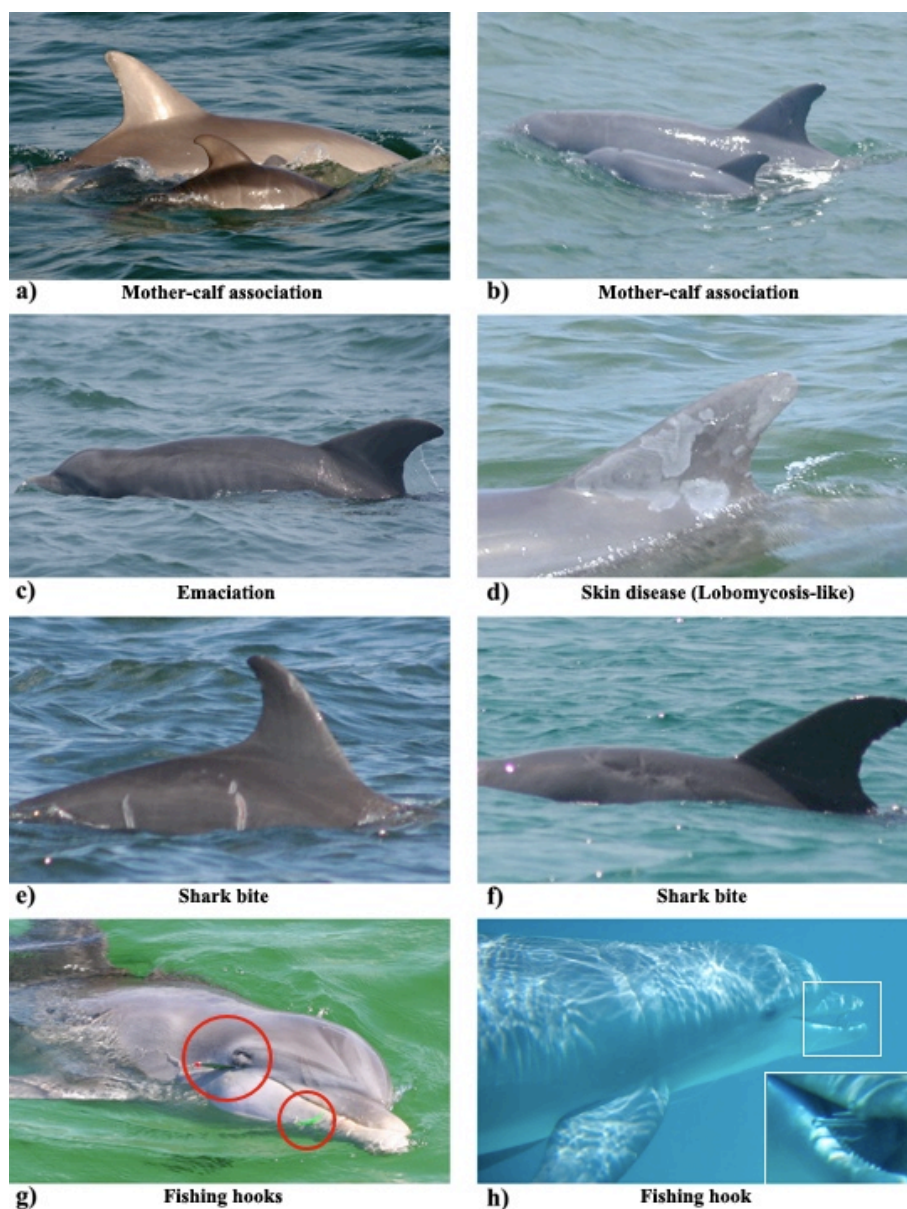 a) Mother-calf association
b) Mother-calf association
c) Emaciation
d) Skin disease (Lobomycosis-like)
e) Shark bite
f) Shark bite
g) Fishing hooks
h) Fishing hook